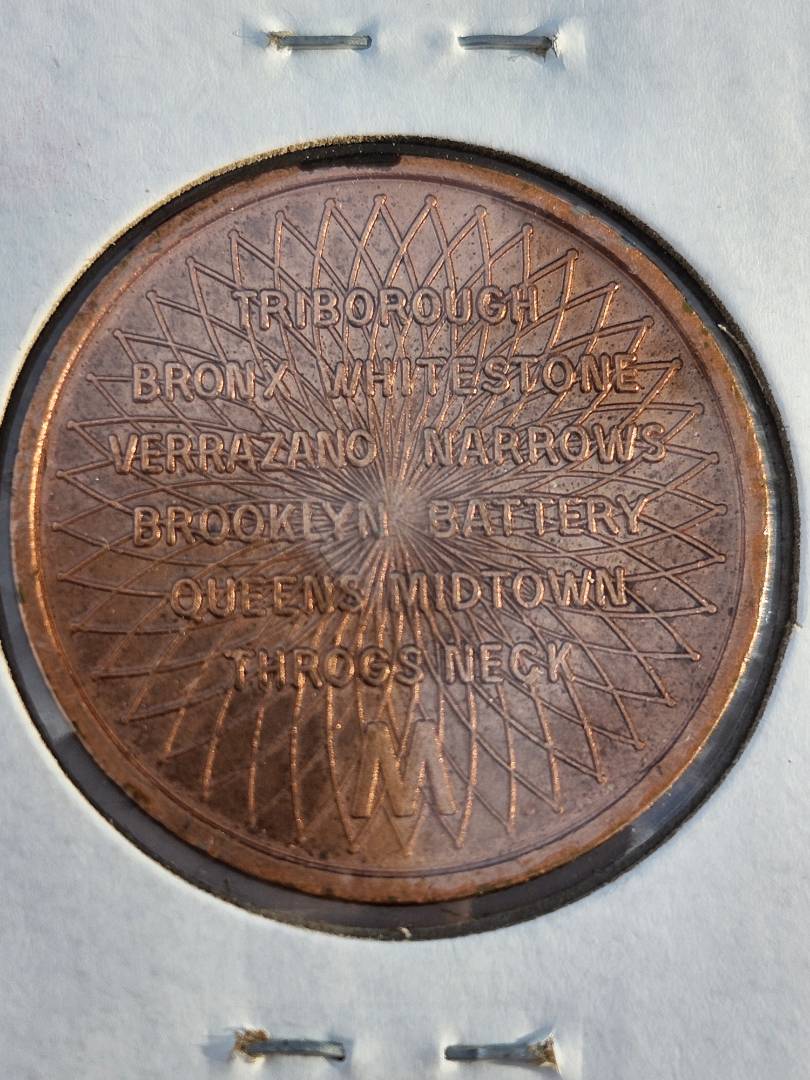 TRIBOROUGH
BRONX WHITESTONE
VERRAZANO NARROWS
BROOKLYN BATTERY
QUEENS MIDTOWN
THROGS NECK
M